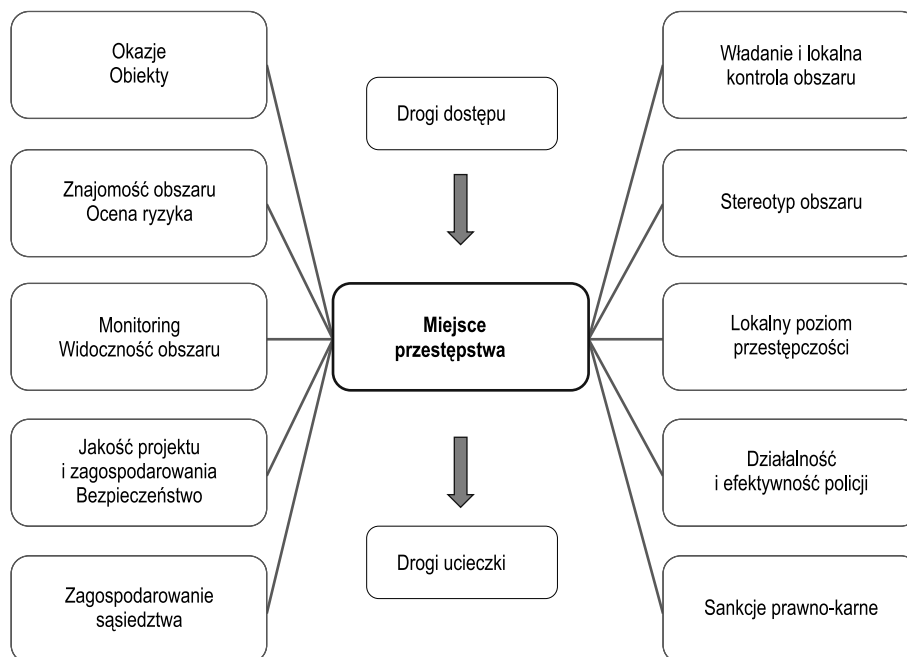 Okazje
Obiekty
Znajomość obszaru
Ocena ryzyka
Monitoring
Widoczność obszaru
Jakość projektu
i zagospodarowania
Bezpieczeństwo
Zagospodarowanie
sąsiedztwa
Drogi dostępu
Miejsce
przestępstwa
Drogi ucieczki
Władanie i lokalna
kontrola obszaru
Stereotyp obszaru
Lokalny poziom
przestępczości
Działalność
i efektywność policji
Sankcje prawno-karne